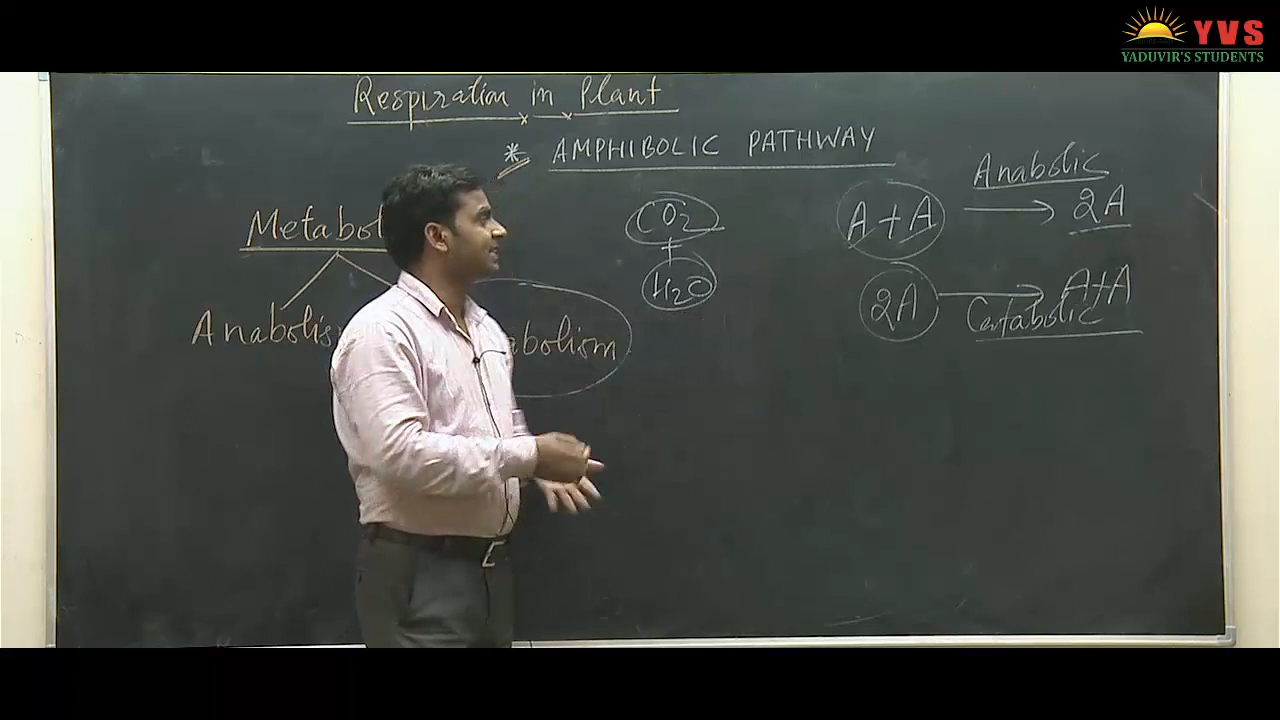 YVS
YADUVIR'S STUDENTS
Respiration in Plant
* AMPHIBOLIC PATHWAY
Anabolic
A+A → 2A
CO2
+
H2O
2A → A+A
Catabolic